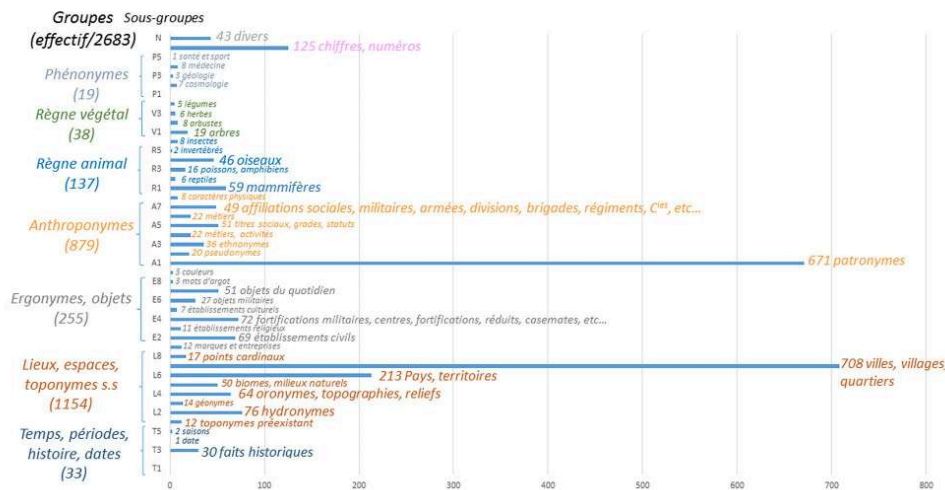 Groupes Sous-groupes
(effectif/2683)
N 43 divers
125 chiffres, numéros
P5 1 santé et sport
8 médecine
Phénonymes
P3 3 géologie
(19)
7 cosmologie
P1
5 légumes
Règne végétal
V3 6 herbes
(38)
8 arbustes
V1 19 arbres
8 insectes
R5 2 invertébrés
Règne animal
46 oiseaux
(137)
R3 16 poissons, amphibiens
6 reptiles
R1 59 mammifères
8 caractères physiques
A7 49 affiliations sociales, militaires, armées, divisions, brigades, régiments, Cies, etc...
22 métiers
Anthroponymes
A5 51 titres sociaux, grades, statuts
(879)
22 métiers, activités
A3 36 ethnonymes
20 pseudonymes
A1 671 patronymes
3 couleurs
E8 3 mots d'argot
51 objets du quotidien
Ergonymes, objets
E6 27 objets militaires
(255)
7 établissements culturels
E4 72 fortifications militaires, centres, fortifications, réduits, casemates, etc...
11 établissements religieux
E2 69 établissements civils
12 marques et entreprises
L8 17 points cardinaux
Lieux, espaces,
708 villes, villages,
quartiers
toponymes s.s
L6 213 Pays, territoires
(1154)
50 biomes, milieux naturels
L4 64 oronymes, topographies, reliefs
14 géonymes
L2 76 hydronymes
12 toponymes préexistant
T5 2 saisons
Temps, périodes,
1 date
histoire, dates
T3 30 faits historiques
(33)
T1
0 100 200 300 400 500 600 700 800